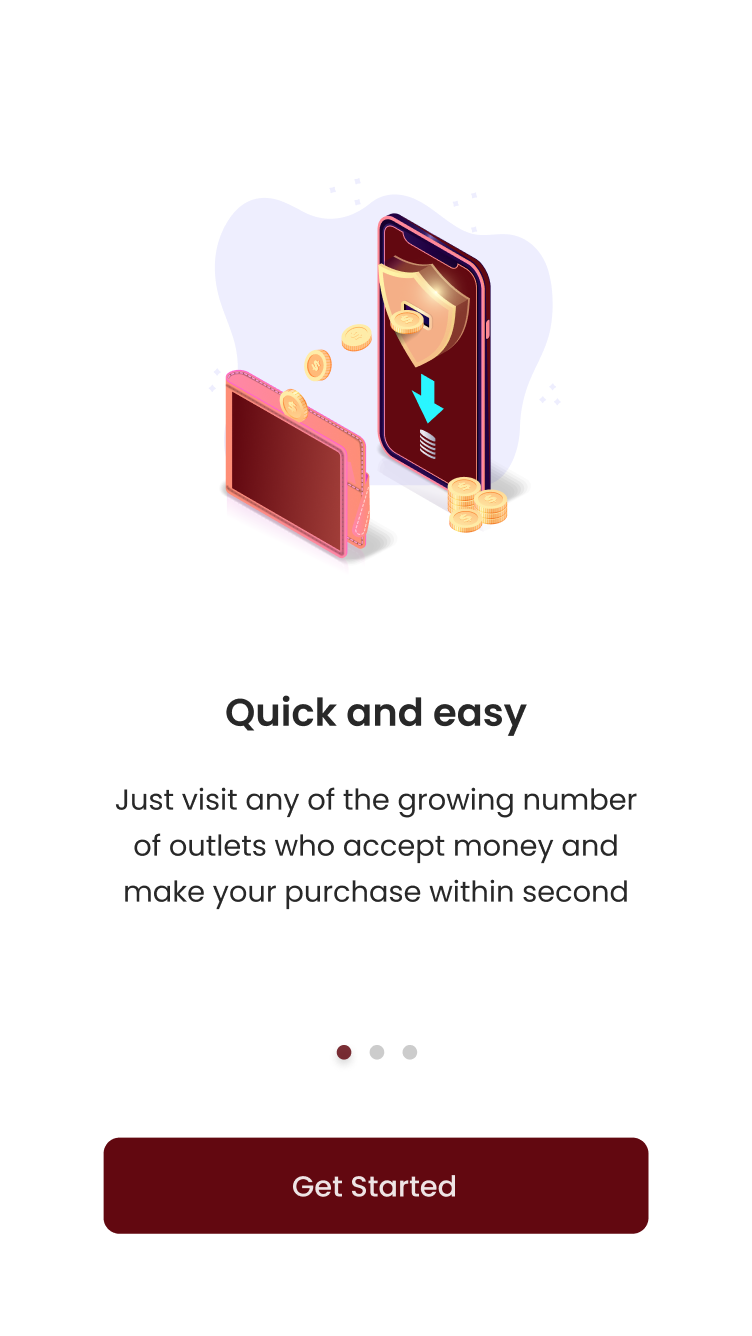 Quick and easy
Just visit any of the growing number
of outlets who accept money and
make your purchase within second
Get Started